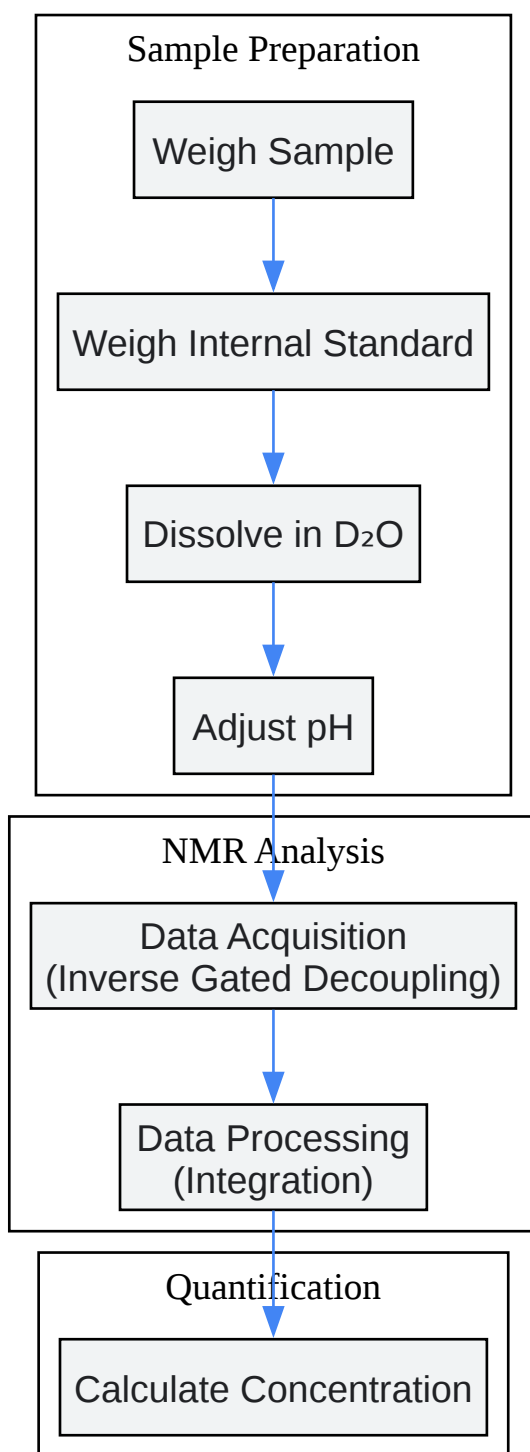 Sample Preparation
Weigh Sample
Weigh Internal Standard
Dissolve in D₂O
Adjust pH
NMR Analysis
Data Acquisition
(Inverse Gated Decoupling)
Data Processing
(Integration)
Quantification
Calculate Concentration